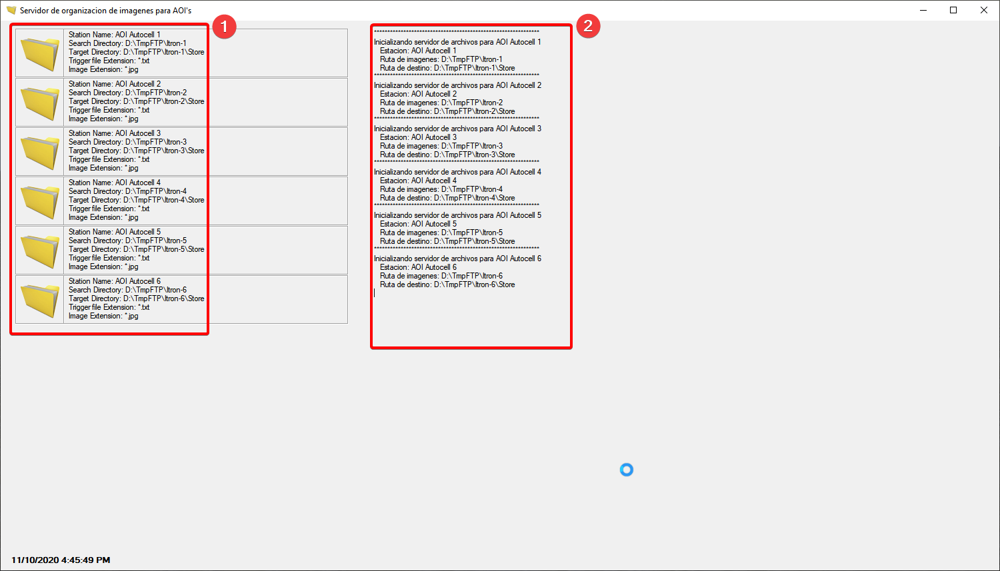 Servidor de organizacion de imagenes para AOI's
1
Station Name: AOI Autocell 1
Search Directory: D:\TmpFTP\Itron-1
Target Directory: D:\TmpFTP\Itron-1\Store
Trigger file Extension: *.txt
Image Extension: *.jpg
Station Name: AOI Autocell 2
Search Directory: D:\TmpFTP\Itron-2
Target Directory: D:\TmpFTP\Itron-2\Store
Trigger file Extension: *.txt
Image Extension: *.jpg
Station Name: AOI Autocell 3
Search Directory: D:\TmpFTP\Itron-3
Target Directory: D:\TmpFTP\Itron-3\Store
Trigger file Extension: *.txt
Image Extension: *.jpg
Station Name: AOI Autocell 4
Search Directory: D:\TmpFTP\Itron-4
Target Directory: D:\TmpFTP\Itron-4\Store
Trigger file Extension: *.txt
Image Extension: *.jpg
Station Name: AOI Autocell 5
Search Directory: D:\TmpFTP\Itron-5
Target Directory: D:\TmpFTP\Itron-5\Store
Trigger file Extension: *.txt
Image Extension: *.jpg
Station Name: AOI Autocell 6
Search Directory: D:\TmpFTP\Itron-6
Target Directory: D:\TmpFTP\Itron-6\Store
Trigger file Extension: *.txt
Image Extension: *.jpg
2
**************************************************************
Inicializando servidor de archivos para AOI Autocell 1
Estacion: AOI Autocell 1
Ruta de imagenes: D:\TmpFTP\Itron-1
Ruta de destino: D:\TmpFTP\Itron-1\Store
**************************************************************
Inicializando servidor de archivos para AOI Autocell 2
Estacion: AOI Autocell 2
Ruta de imagenes: D:\TmpFTP\Itron-2
Ruta de destino: D:\TmpFTP\Itron-2\Store
**************************************************************
Inicializando servidor de archivos para AOI Autocell 3
Estacion: AOI Autocell 3
Ruta de imagenes: D:\TmpFTP\Itron-3
Ruta de destino: D:\TmpFTP\Itron-3\Store
**************************************************************
Inicializando servidor de archivos para AOI Autocell 4
Estacion: AOI Autocell 4
Ruta de imagenes: D:\TmpFTP\Itron-4
Ruta de destino: D:\TmpFTP\Itron-4\Store
**************************************************************
Inicializando servidor de archivos para AOI Autocell 5
Estacion: AOI Autocell 5
Ruta de imagenes: D:\TmpFTP\Itron-5
Ruta de destino: D:\TmpFTP\Itron-5\Store
**************************************************************
Inicializando servidor de archivos para AOI Autocell 6
Estacion: AOI Autocell 6
Ruta de imagenes: D:\TmpFTP\Itron-6
Ruta de destino: D:\TmpFTP\Itron-6\Store
11/10/2020 4:45:49 PM